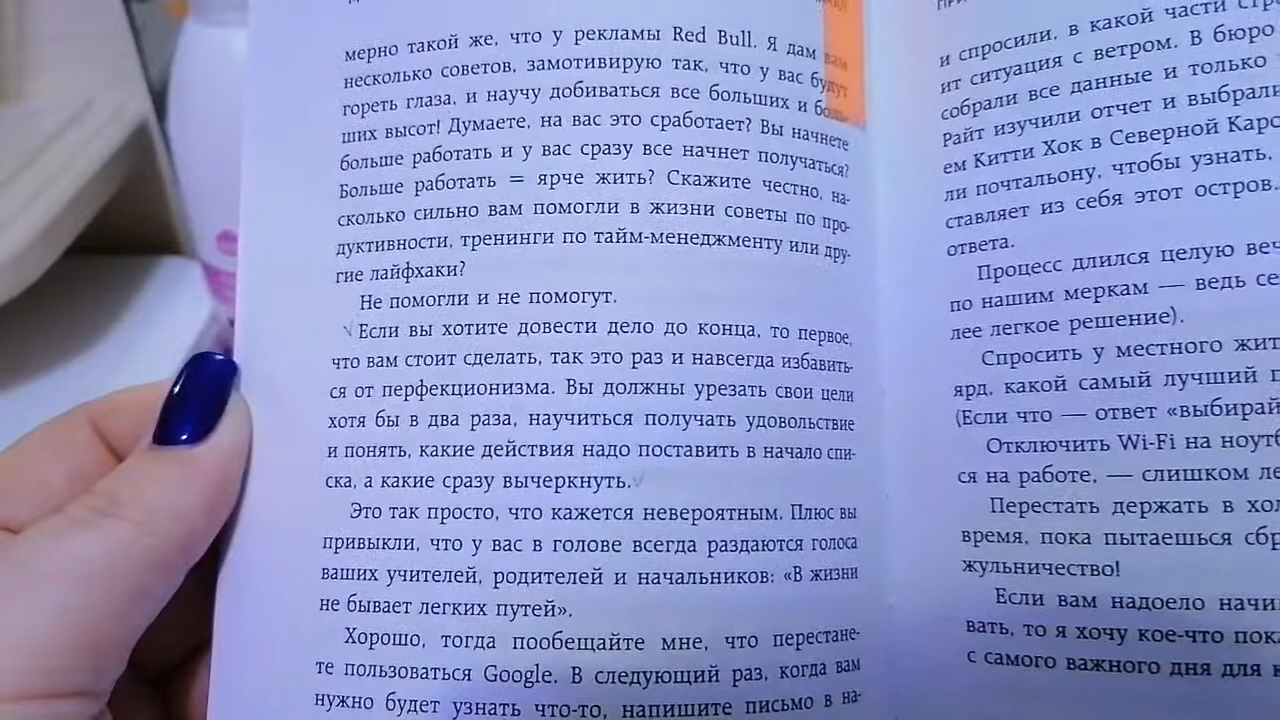 мерно такой же, что у рекламы Red Bull. Я дам вам
несколько советов, замотивирую так, что у вас будут
гореть глаза, и научу добиваться все больших и боль-
ших высот! Думаете, на вас это сработает? Вы начнете
больше работать и у вас сразу все начнет получаться?
Больше работать = ярче жить? Скажите честно, на-
сколько сильно вам помогли в жизни советы по про-
дуктивности, тренинги по тайм-менеджменту или дру-
гие лайфхаки?
Не помогли и не помогут.
Если вы хотите довести дело до конца, то первое,
что вам стоит сделать, так это раз и навсегда избавить-
ся от перфекционизма. Вы должны урезать свои цели
хотя бы в два раза, научиться получать удовольствие
и понять, какие действия надо поставить в начало спи-
ска, а какие сразу вычеркнуть.
Это так просто, что кажется невероятным. Плюс вы
привыкли, что у вас в голове всегда раздаются голоса
ваших учителей, родителей и начальников: «В жизни
не бывает легких путей».
Хорошо, тогда пообещайте мне, что перестане-
те пользоваться Google. В следующий раз, когда вам
нужно будет узнать что-то, напишите письмо в на-
и спросили, в какой части
ит ситуация с ветром. В бюро
собрали все данные и только
Райт изучили отчет и выбрали
ем Китти Хок в Северной
ли почтальону, чтобы узнать,
ставляет из себя этот остров,
ответа.
Процесс длился целую
по нашим меркам — ведь
лее легкое решение).
Спросить у местного
ярд, какой самый лучший
(Если что — ответ «выбирай
Отключить Wi-Fi на
ся на работе, — слишком
Перестать держать в
время, пока пытаешься
жульничество!
Если вам надоело
вать, то я хочу кое-что
с самого важного дня для